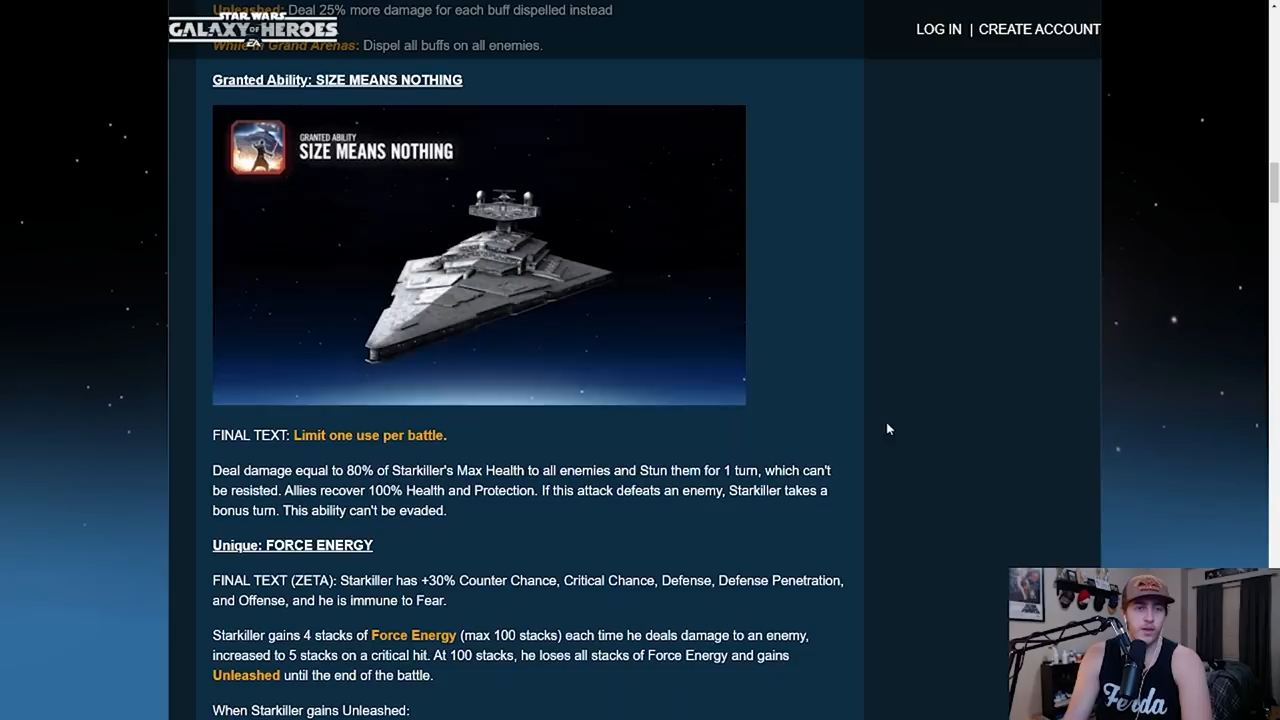 Unleashed: Deal 25% more damage for each buff dispelled instead
STAR WARS
GALAXY OF HEROES
EA
LOG IN | CREATE ACCOUNT
While in Grand Arenas: Dispel all buffs on all enemies.
Granted Ability: SIZE MEANS NOTHING
GRANTED ABILITY
SIZE MEANS NOTHING
FINAL TEXT: Limit one use per battle.
Deal damage equal to 80% of Starkiller's Max Health to all enemies and Stun them for 1 turn, which can't
be resisted. Allies recover 100% Health and Protection. If this attack defeats an enemy, Starkiller takes a
bonus turn. This ability can't be evaded.
Unique: FORCE ENERGY
FINAL TEXT (ZETA): Starkiller has +30% Counter Chance, Critical Chance, Defense, Defense Penetration,
and Offense, and he is immune to Fear.
Starkiller gains 4 stacks of Force Energy (max 100 stacks) each time he deals damage to an enemy,
increased to 5 stacks on a critical hit. At 100 stacks, he loses all stacks of Force Energy and gains
Unleashed until the end of the battle.
When Starkiller gains Unleashed: